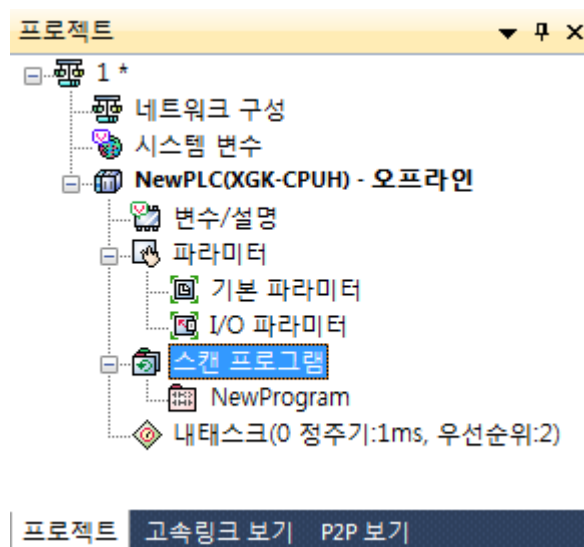 프로젝트
1 *
네트워크 구성
시스템 변수
NewPLC(XGK-CPUH) - 오프라인
변수/설명
파라미터
기본 파라미터
I/O 파라미터
스캔 프로그램
NewProgram
내태스크(0 정주기:1ms, 우선순위:2)
프로젝트 고속링크 보기 P2P 보기